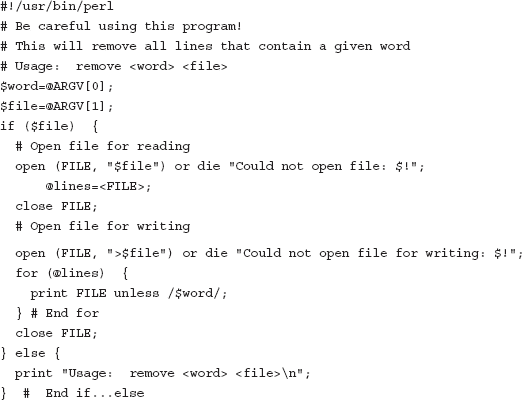 #!/usr/bin/perl
# Be careful using this program!
# This will remove all lines that contain a given word
# Usage:  remove <word> <file>
$word=@ARGV[0];
$file=@ARGV[1];
if ($file)  {
  # Open file for reading
  open (FILE, "$file") or die "Could not open file: $!";
      @lines=<FILE>;
  close FILE;
  # Open file for writing
  open (FILE, ">$file") or die "Could not open file for writing: $!";
  for (@lines)  {
    print FILE unless /$word/;
  } # End for
  close FILE;
} else {
  print "Usage:  remove <word> <file>\n";
}  #  End if...else